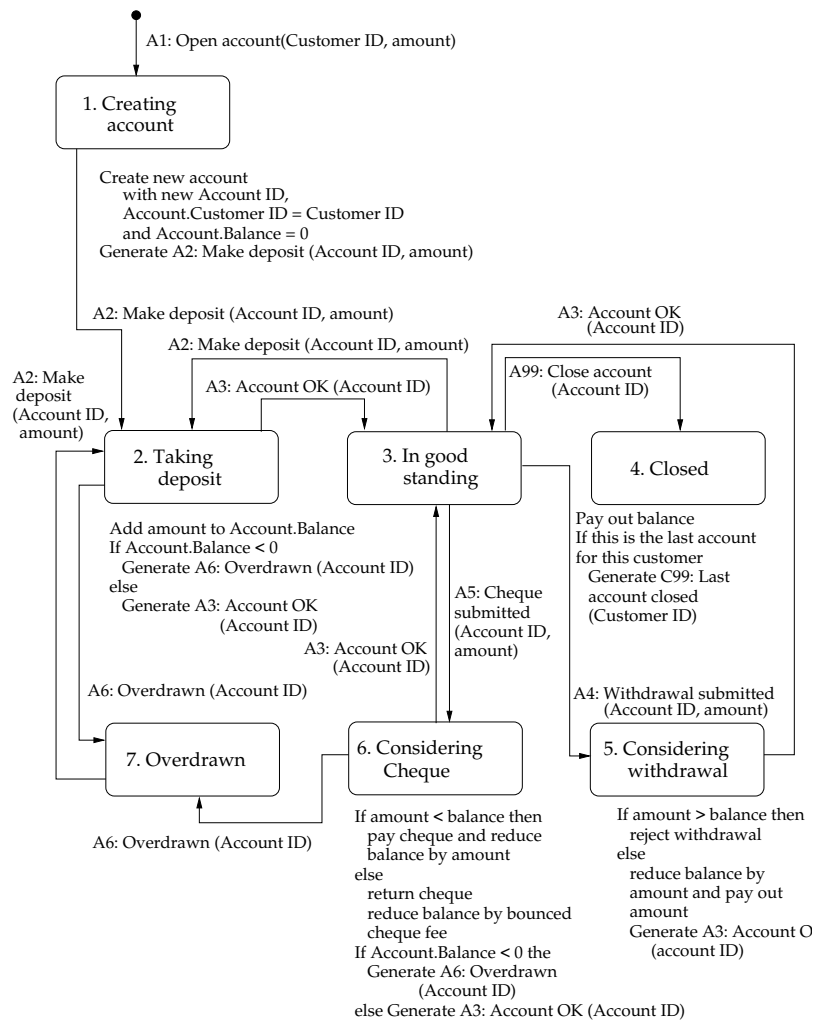 A1: Open account(Customer ID, amount)
1. Creating
account
Create new account
with new Account ID,
Account.Customer ID = Customer ID
and Account.Balance = 0
Generate A2: Make deposit (Account ID, amount)
A2: Make deposit (Account ID, amount)
A2: Make deposit (Account ID, amount)
A3: Account OK
(Account ID)
A2: Make
deposit
(Account ID,
amount)
A3: Account OK (Account ID)
A99: Close account
(Account ID)
2. Taking
deposit
3. In good
standing
4. Closed
Add amount to Account.Balance
If Account.Balance < 0
Generate A6: Overdrawn (Account ID)
else
Generate A3: Account OK
(Account ID)
Pay out balance
If this is the last account
for this customer
Generate C99: Last
account closed
(Customer ID)
A5: Cheque
submitted
(Account ID,
amount)
A3: Account OK
(Account ID)
A6: Overdrawn (Account ID)
A4: Withdrawal submitted
(Account ID, amount)
7. Overdrawn
6. Considering
Cheque
5. Considering
withdrawal
A6: Overdrawn (Account ID)
If amount < balance then
pay cheque and reduce
balance by amount
else
return cheque
reduce balance by bounced
cheque fee
If Account.Balance < 0 the
Generate A6: Overdrawn
(Account ID)
else Generate A3: Account OK (Account ID)
If amount > balance then
reject withdrawal
else
reduce balance by
amount and pay out
amount
Generate A3: Account O
(account ID)